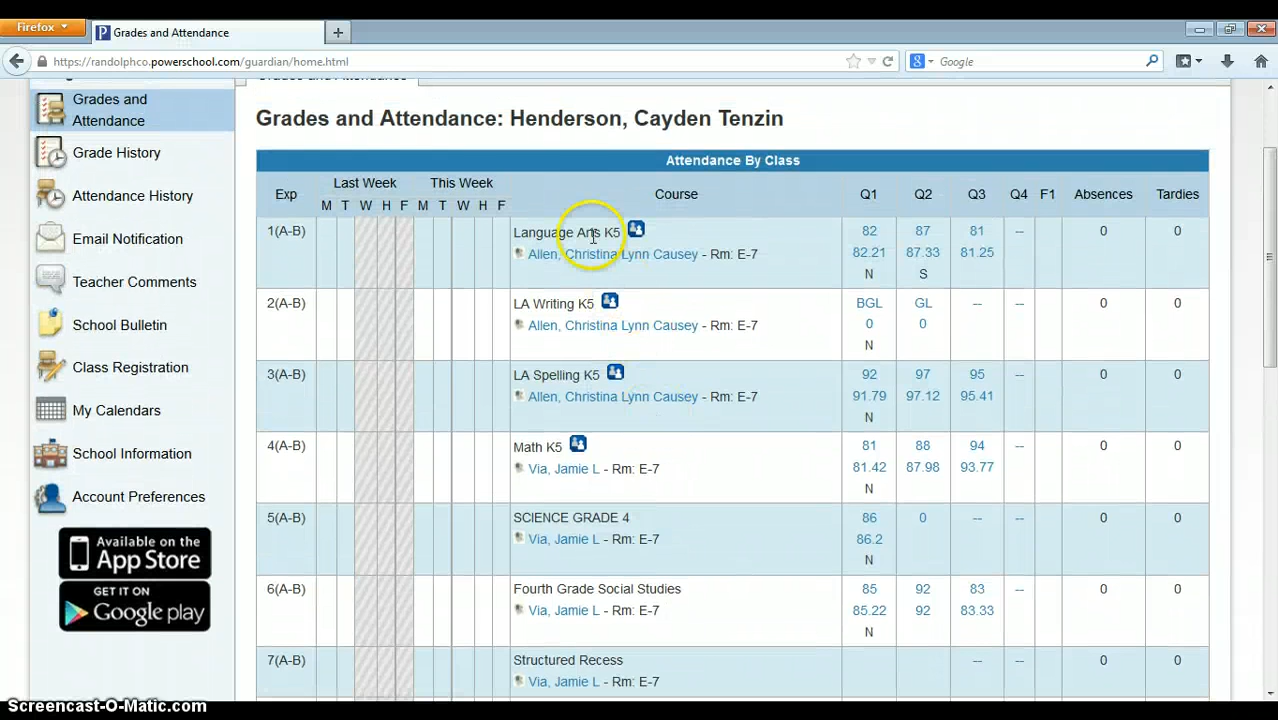 Firefox
Grades and Attendance
https://randolphco.powerschool.com/guardian/home.html
Google
Grades and Attendance
Grades and
Attendance
Grade History
Attendance History
Email Notification
Teacher Comments
School Bulletin
Class Registration
My Calendars
School Information
Account Preferences
Available on the
App Store
GET IT ON
Google play
Grades and Attendance: Henderson, Cayden Tenzin
Attendance By Class
Exp Last Week This Week Course Q1 Q2 Q3 Q4 F1 Absences Tardies
M T W H F M T W H F
1(A-B) Language Arts K5 82 87 81 -- 0 0
Allen, Christina Lynn Causey - Rm: E-7 82.21 87.33 81.25
N S
2(A-B) LA Writing K5 BGL GL -- -- 0 0
Allen, Christina Lynn Causey - Rm: E-7 0 0
N
3(A-B) LA Spelling K5 92 97 95 -- 0 0
Allen, Christina Lynn Causey - Rm: E-7 91.79 97.12 95.41
N
4(A-B) Math K5 81 88 94 -- 0 0
Via, Jamie L - Rm: E-7 81.42 87.98 93.77
N
5(A-B) SCIENCE GRADE 4 86 0 -- -- 0 0
Via, Jamie L - Rm: E-7 86.2
N
6(A-B) Fourth Grade Social Studies 85 92 83 -- 0 0
Via, Jamie L - Rm: E-7 85.22 92 83.33
N
7(A-B) Structured Recess -- -- 0 0
Via, Jamie L - Rm: E-7
Screencast-O-Matic.com